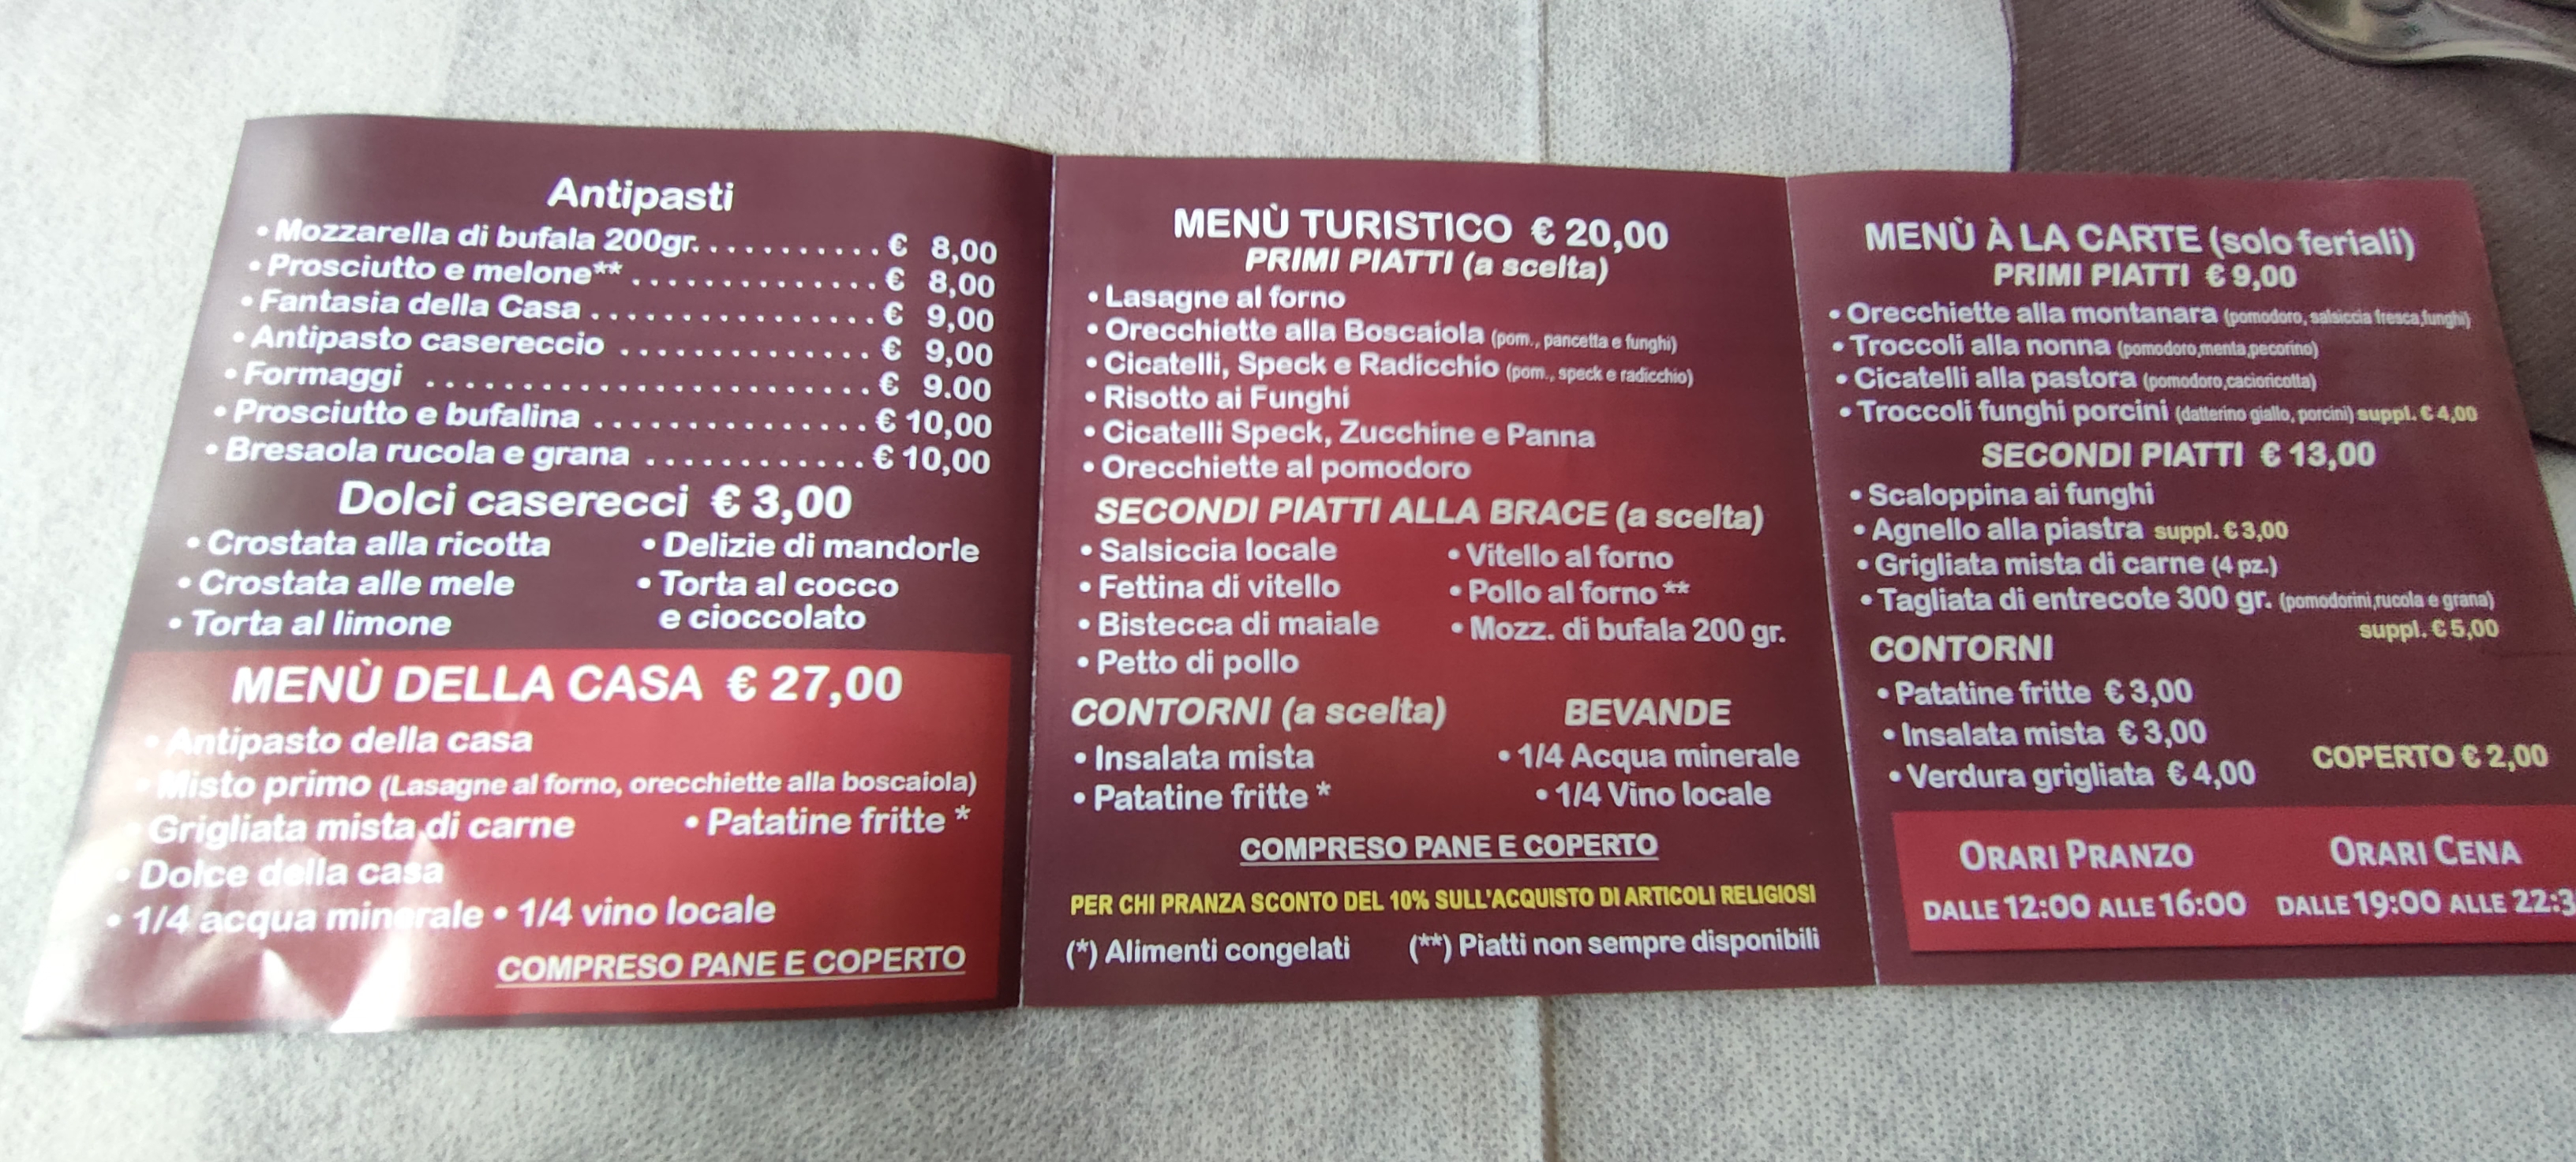 Antipasti
• Mozzarella di bufala 200gr. .......... € 8,00
• Prosciutto e melone** ............. € 8,00
• Fantasia della Casa ............... € 9,00
• Antipasto casereccio ............. € 9,00
• Formaggi ....................... € 9.00
• Prosciutto e bufalina .............. € 10,00
• Bresaola rucola e grana ........... € 10,00
Dolci caserecci € 3,00
• Crostata alla ricotta
• Crostata alle mele
• Torta al limone
• Delizie di mandorle
• Torta al cocco
e cioccolato
MENÙ DELLA CASA € 27,00
• Antipasto della casa
• Misto primo (Lasagne al forno, orecchiette alla boscaiola)
• Grigliata mista di carne • Patatine fritte *
• Dolce della casa
• 1/4 acqua minerale • 1/4 vino locale
COMPRESO PANE E COPERTO
MENÙ TURISTICO € 20,00
PRIMI PIATTI (a scelta)
• Lasagne al forno
• Orecchiette alla Boscaiola (pom., pancetta e funghi)
• Cicatelli, Speck e Radicchio (pom., speck e radicchio)
• Risotto ai Funghi
• Cicatelli Speck, Zucchine e Panna
• Orecchiette al pomodoro
SECONDI PIATTI ALLA BRACE (a scelta)
• Salsiccia locale
• Fettina di vitello
• Bistecca di maiale
• Petto di pollo
• Vitello al forno
• Pollo al forno **
• Mozz. di bufala 200 gr.
CONTORNI (a scelta)
• Insalata mista
• Patatine fritte *
BEVANDE
• 1/4 Acqua minerale
• 1/4 Vino locale
COMPRESO PANE E COPERTO
PER CHI PRANZA SCONTO DEL 10% SULL'ACQUISTO DI ARTICOLI RELIGIOSI
(*) Alimenti congelati (**) Piatti non sempre disponibili
MENÙ À LA CARTE (solo feriali)
PRIMI PIATTI € 9,00
• Orecchiette alla montanara (pomodoro, salsiccia fresca,funghi)
• Troccoli alla nonna (pomodoro,menta,pecorino)
• Cicatelli alla pastora (pomodoro,cacioricotta)
• Troccoli funghi porcini (datterino giallo, porcini) suppl. € 4,00
SECONDI PIATTI € 13,00
• Scaloppina ai funghi
• Agnello alla piastra suppl. € 3,00
• Grigliata mista di carne (4 pz.)
• Tagliata di entrecote 300 gr. (pomodorini,rucola e grana)
suppl. € 5,00
CONTORNI
• Patatine fritte € 3,00
• Insalata mista € 3,00
• Verdura grigliata € 4,00
COPERTO € 2,00
ORARI PRANZO
DALLE 12:00 ALLE 16:00
ORARI CENA
DALLE 19:00 ALLE 22:3